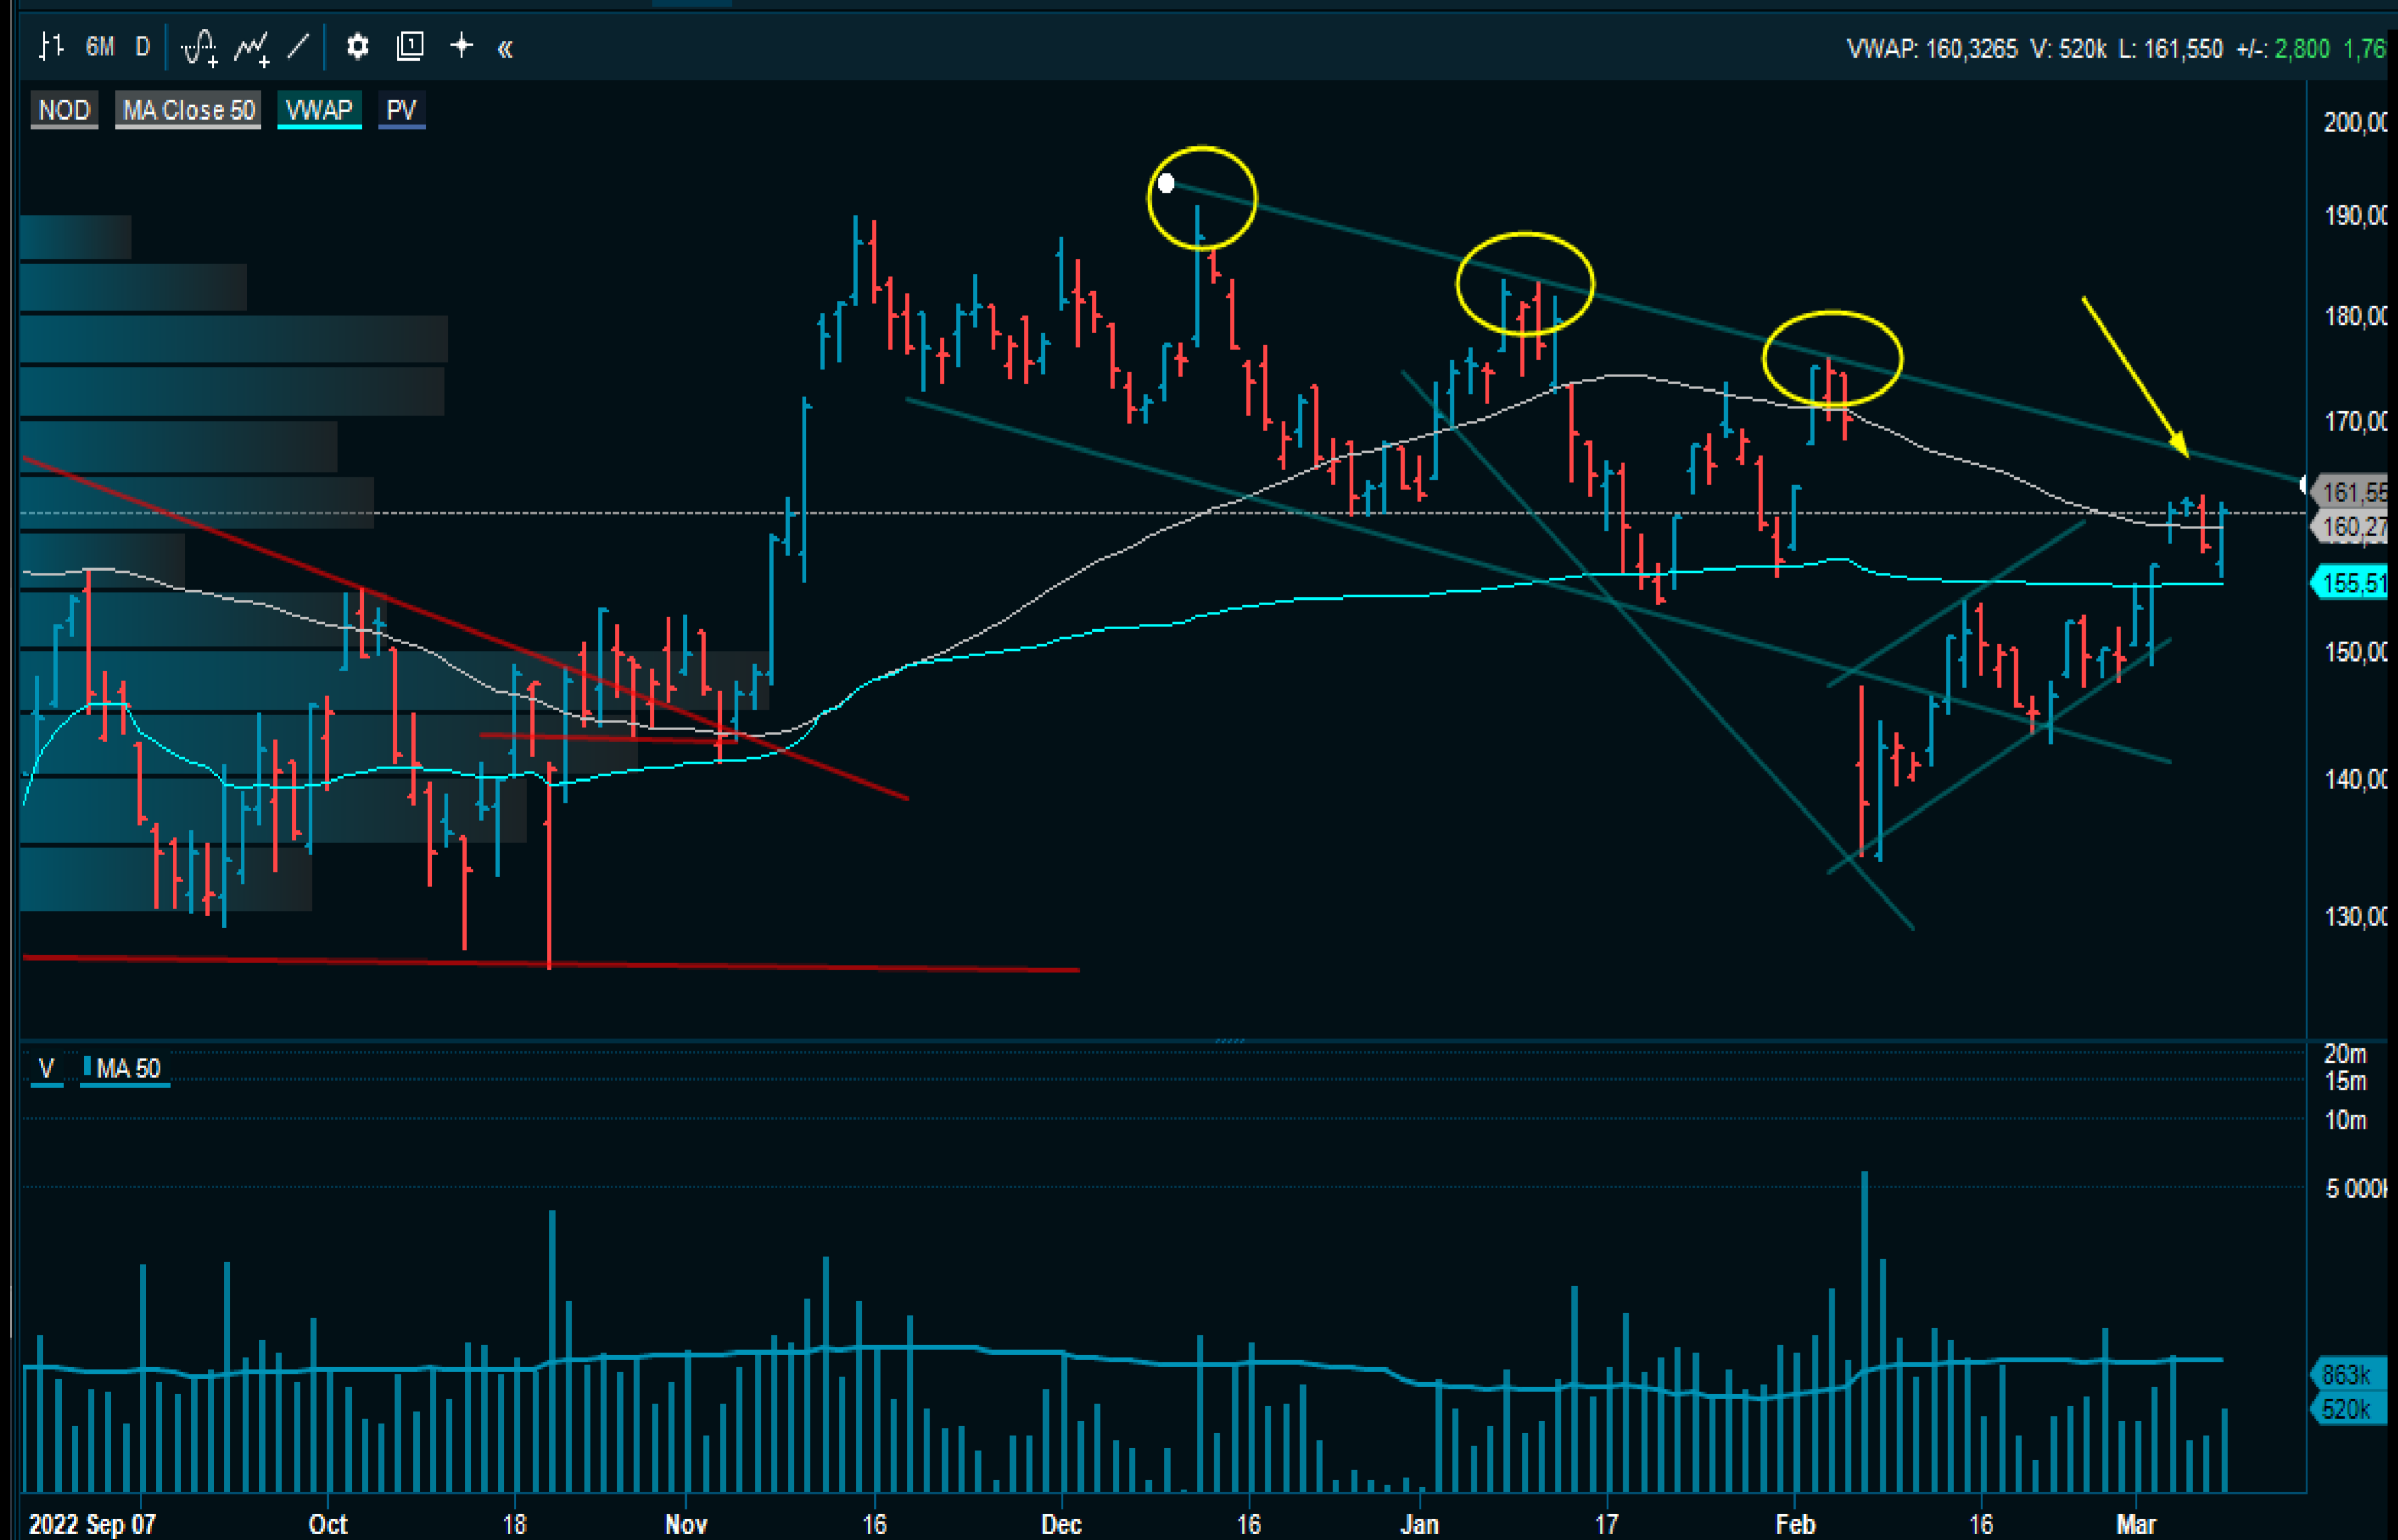 6M D VWAP: 160,3265 V: 520k L: 161,550 +/-: 2,800 1,76
NOD MA Close 50 VWAP PV
200,00
190,00
180,00
170,00
161,55
160,27
155,51
150,00
140,00
130,00
V MA 50
20m
15m
10m
5 000k
863k
520k
2022 Sep 07 Oct 18 Nov 16 Dec 16 Jan 17 Feb 16 Mar